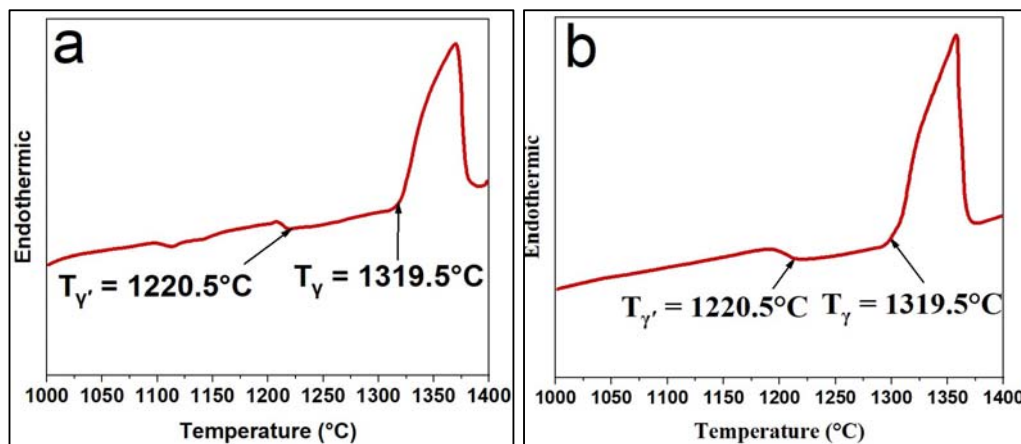 a
Endothermic
Tγ′ = 1220.5°C
Tγ = 1319.5°C
1000 1050 1100 1150 1200 1250 1300 1350 1400
Temperature (°C)
b
Endothermic
Tγ′ = 1220.5°C
Tγ = 1319.5°C
1000 1050 1100 1150 1200 1250 1300 1350 1400
Temperature (°C)